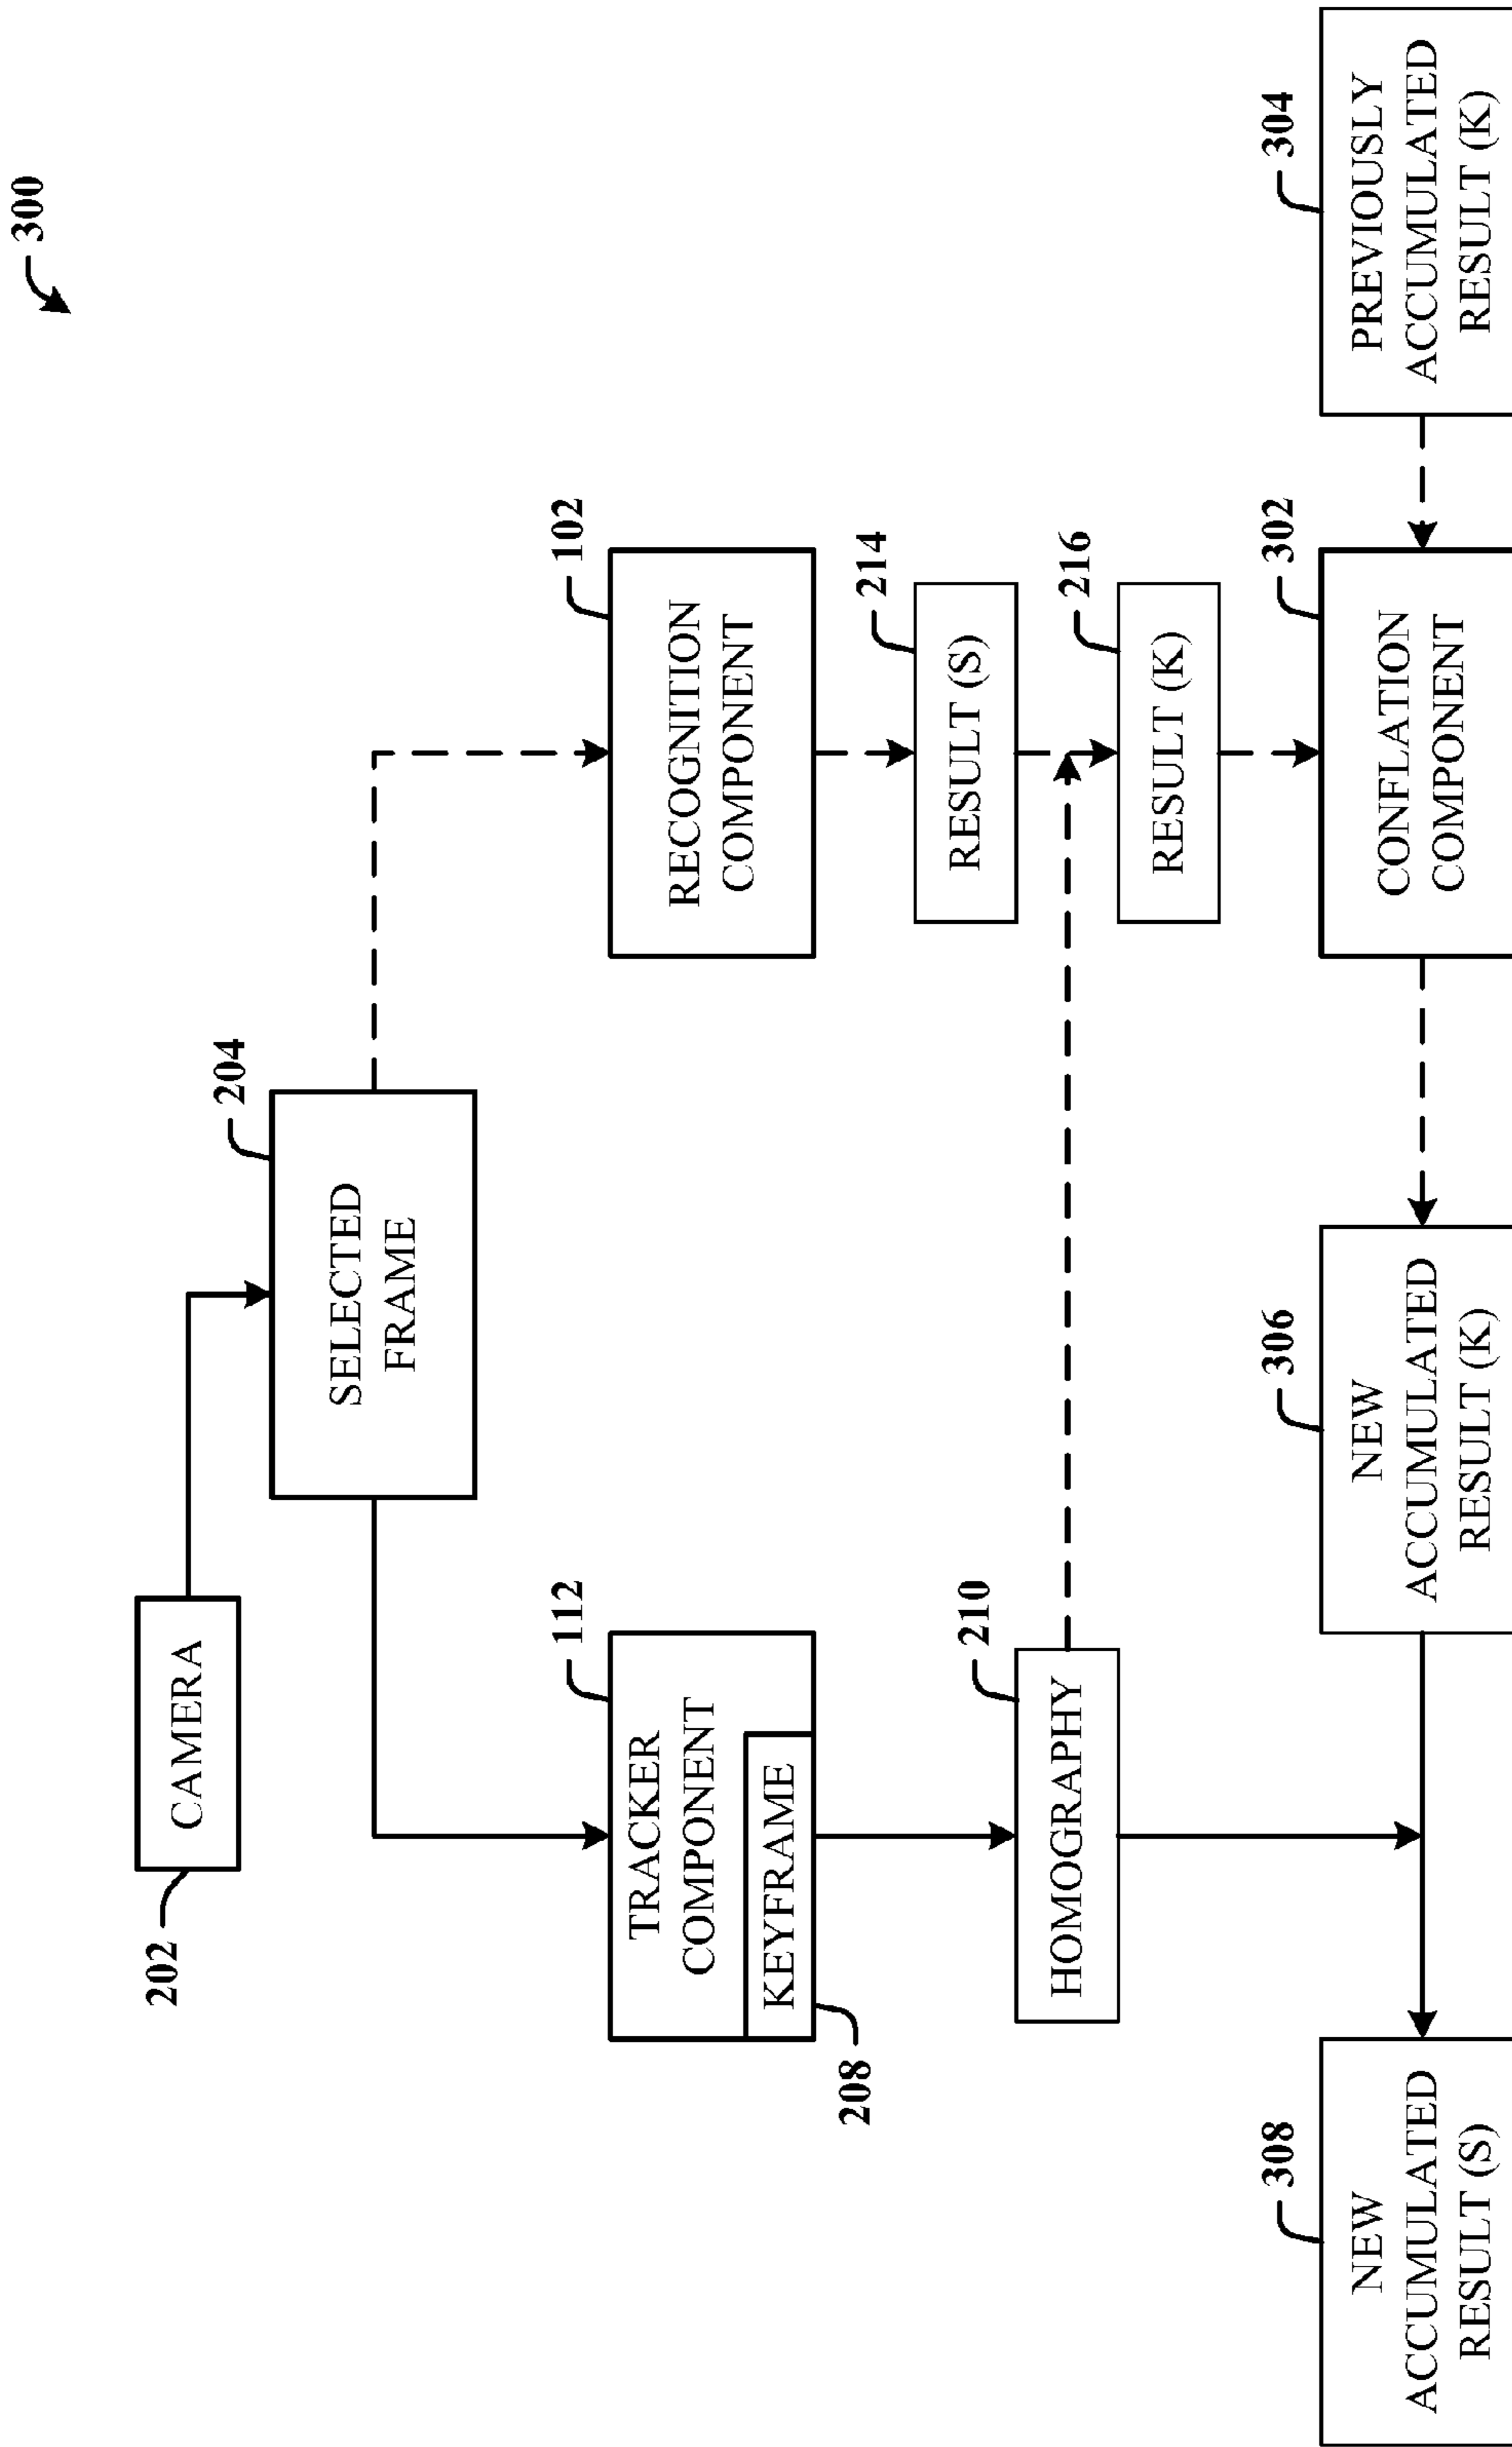 300
202
CAMERA
204
SELECTED
FRAME
112
TRACKER
COMPONENT
KEYFRAME
208
102
RECOGNITION
COMPONENT
214
RESULT (S)
210
HOMOGRAPHY
216
RESULT (K)
308
NEW
ACCUMULATED
RESULT (S)
306
NEW
ACCUMULATED
RESULT (K)
302
CONFLATION
COMPONENT
304
PREVIOUSLY
ACCUMULATED
RESULT (K)